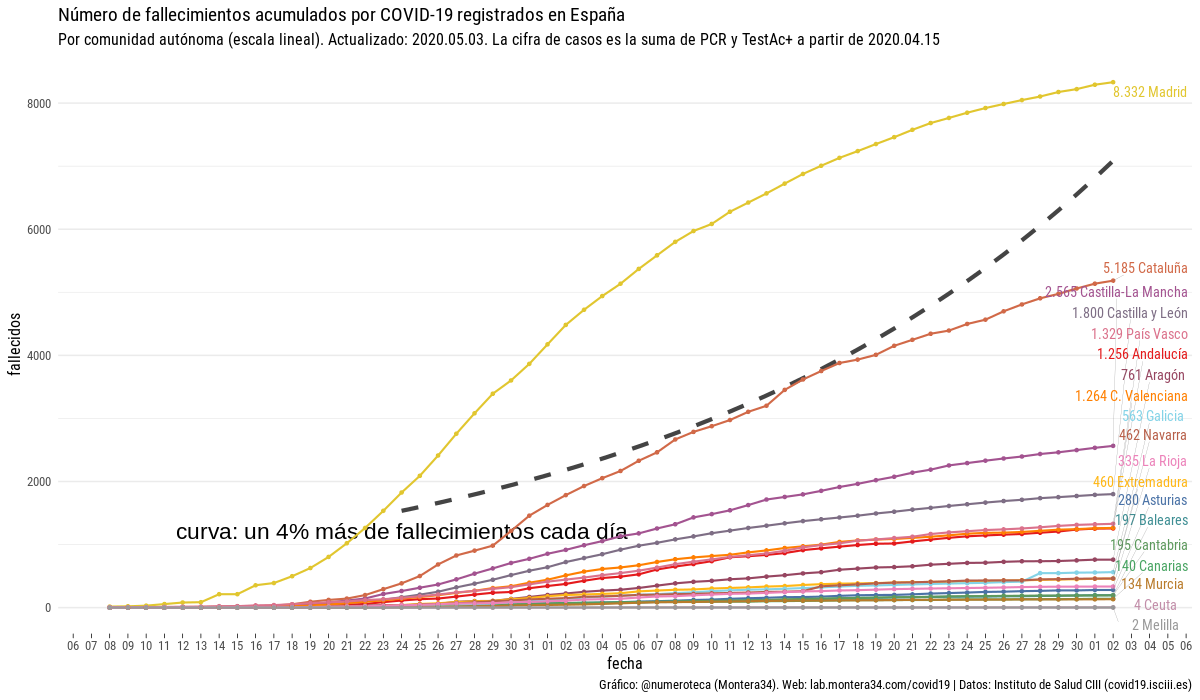 Número de fallecimientos acumulados por COVID-19 registrados en España
Por comunidad autónoma (escala lineal). Actualizado: 2020.05.03. La cifra de casos es la suma de PCR y TestAc+ a partir de 2020.04.15
fallecidos
8000
6000
4000
2000
0
8.332 Madrid
5.185 Cataluña
2.565 Castilla-La Mancha
1.800 Castilla y León
1.329 País Vasco
1.256 Andalucía
761 Aragón
1.264 C. Valenciana
563 Galicia
462 Navarra
335 La Rioja
460 Extremadura
280 Asturias
197 Baleares
195 Cantabria
140 Canarias
134 Murcia
4 Ceuta
2 Melilla
curva: un 4% más de fallecimientos cada día
06 07 08 09 10 11 12 13 14 15 16 17 18 19 20 21 22 23 24 25 26 27 28 29 30 31 01 02 03 04 05 06 07 08 09 10 11 12 13 14 15 16 17 18 19 20 21 22 23 24 25 26 27 28 29 30 01 02 03 04 05 06
fecha
Gráfico: @numeroteca (Montera34). Web: lab.montera34.com/covid19 | Datos: Instituto de Salud CIII (covid19.isciii.es)